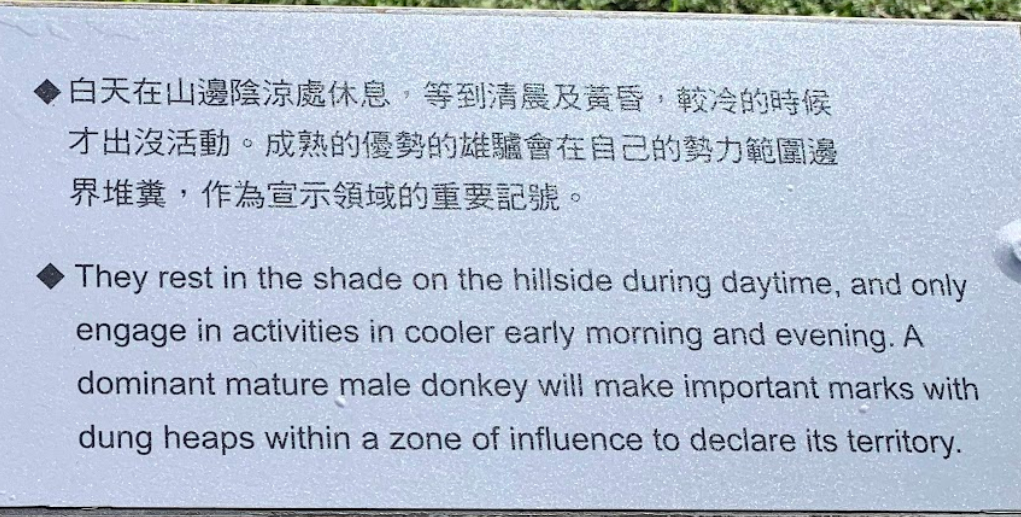 ◆白天在山邊陰涼處休息，等到清晨及黃昏，較冷的時候
才出沒活動。成熟的優勢的雄驢會在自己的勢力範圍邊
界堆糞，作為宣示領域的重要記號。
◆ They rest in the shade on the hillside during daytime, and only
engage in activities in cooler early morning and evening. A
dominant mature male donkey will make important marks with
dung heaps within a zone of influence to declare its territory.